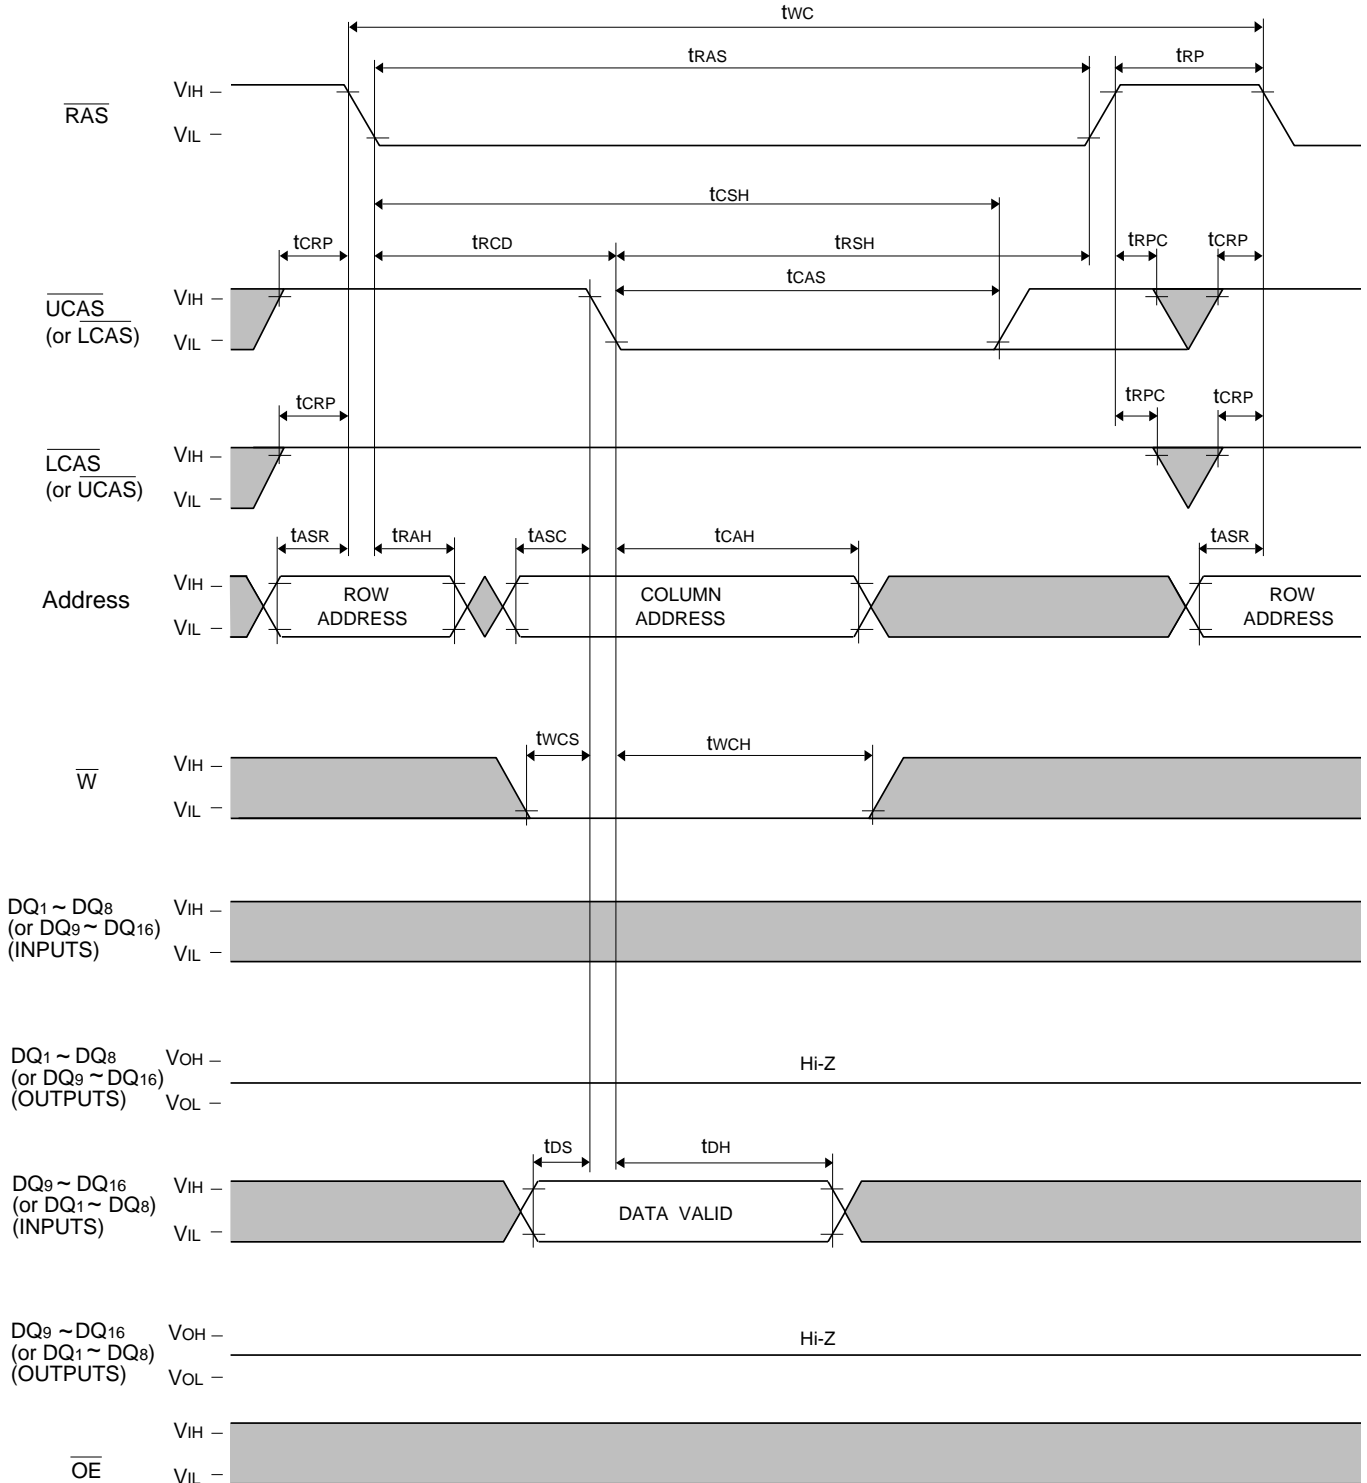 tWC
tRAS
tRP
RAS
VIH –
VIL –
tCSH
tCRP
tRCD
tRSH
tRPC
tCRP
tCAS
UCAS
(or LCAS)
VIH –
VIL –
tCRP
tRPC
tCRP
LCAS
(or UCAS)
VIH –
VIL –
tASR
tRAH
tASC
tCAH
tASR
Address
VIH –
VIL –
ROW
ADDRESS
COLUMN
ADDRESS
ROW
ADDRESS
tWCS
tWCH
W
VIH –
VIL –
DQ1 ~ DQ8
(or DQ9 ~ DQ16)
(INPUTS)
VIH –
VIL –
DQ1 ~ DQ8
(or DQ9 ~ DQ16)
(OUTPUTS)
VOH –
VOL –
Hi-Z
tDS
tDH
DQ9 ~ DQ16
(or DQ1 ~ DQ8)
(INPUTS)
VIH –
VIL –
DATA VALID
DQ9 ~ DQ16
(or DQ1 ~ DQ8)
(OUTPUTS)
VOH –
VOL –
Hi-Z
OE
VIH –
VIL –